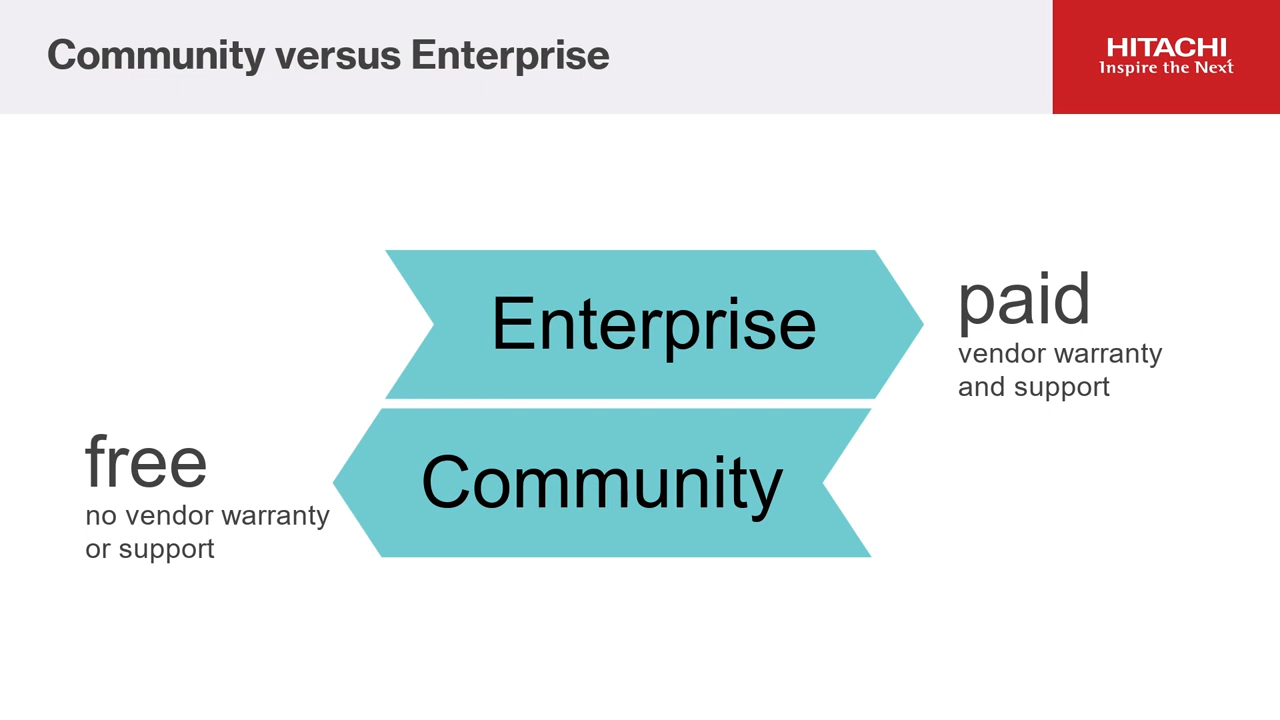 Community versus Enterprise
HITACHI
Inspire the Next
Enterprise
paid
vendor warranty
and support
free
no vendor warranty
or support
Community